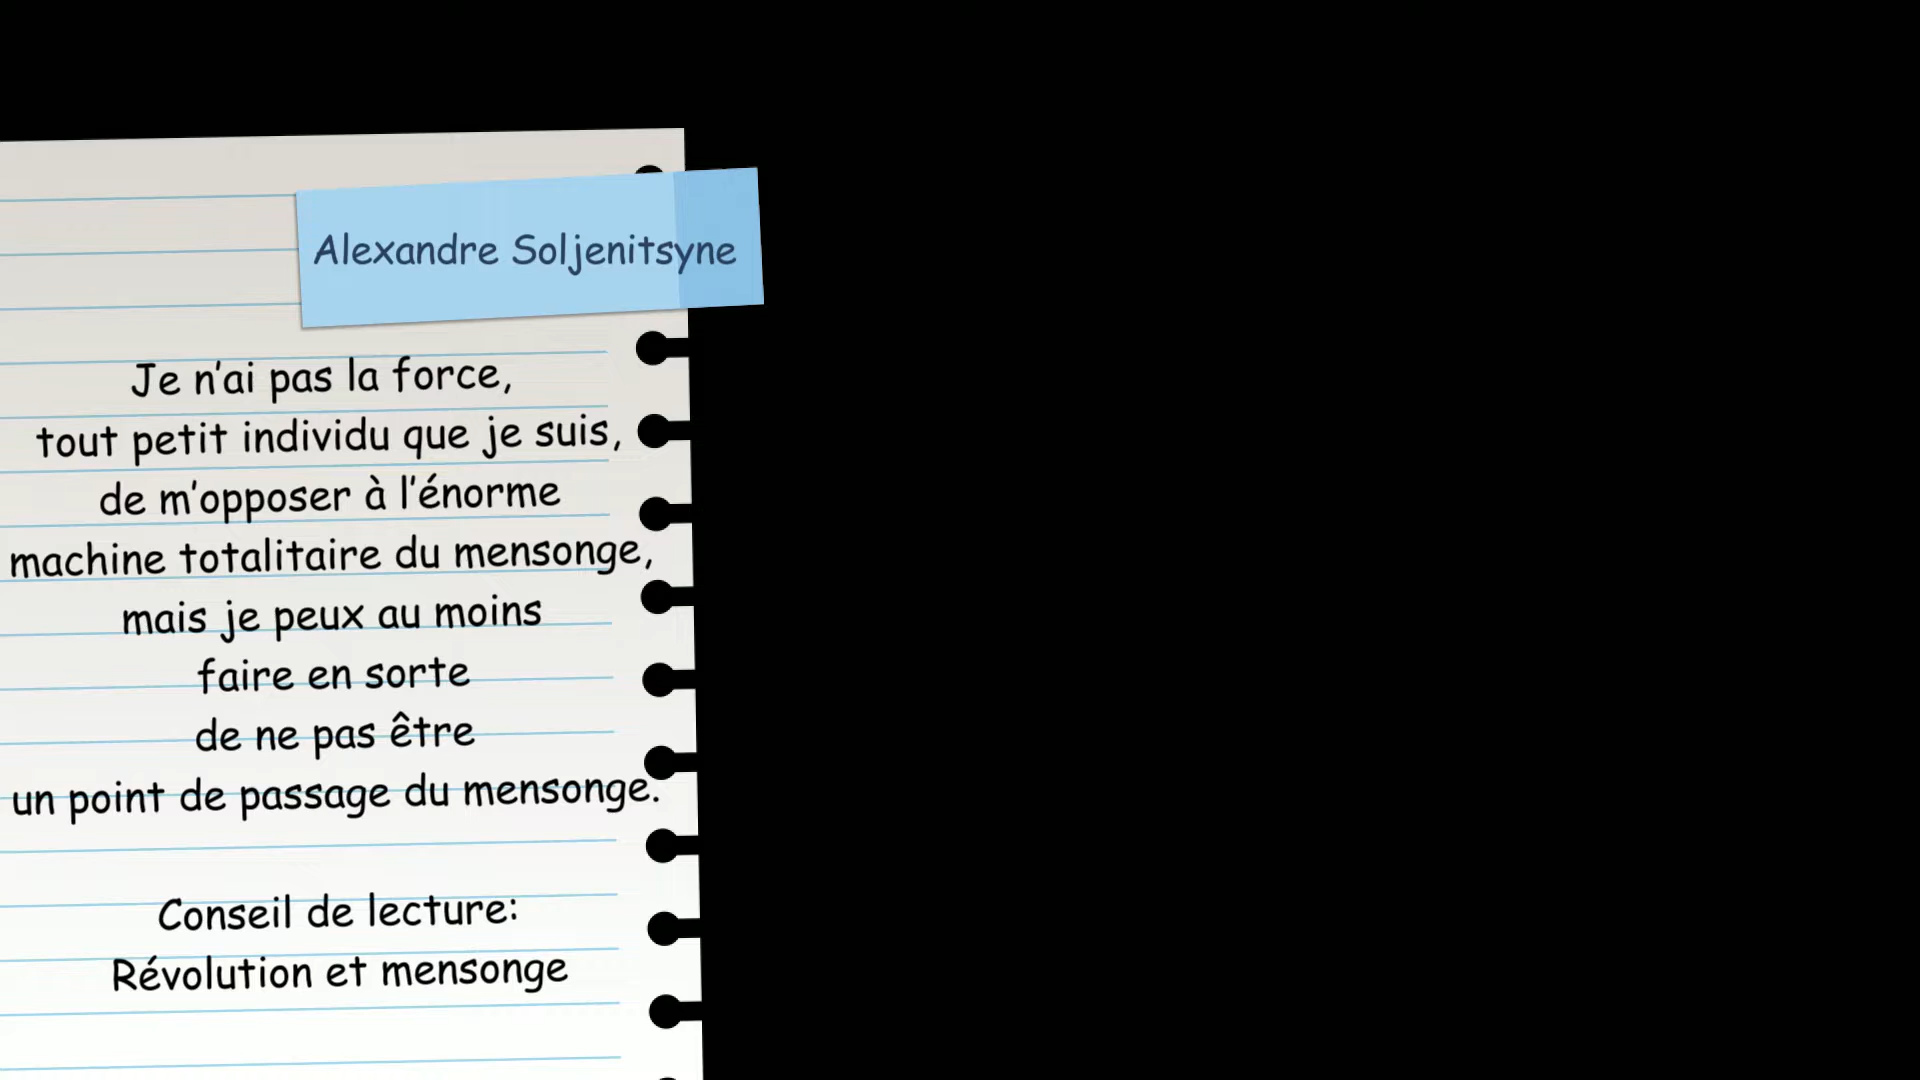 Alexandre Soljenitsyne
Je n'ai pas la force,
tout petit individu que je suis,
de m'opposer à l'énorme
machine totalitaire du mensonge,
mais je peux au moins
faire en sorte
de ne pas être
un point de passage du mensonge.
Conseil de lecture:
Révolution et mensonge